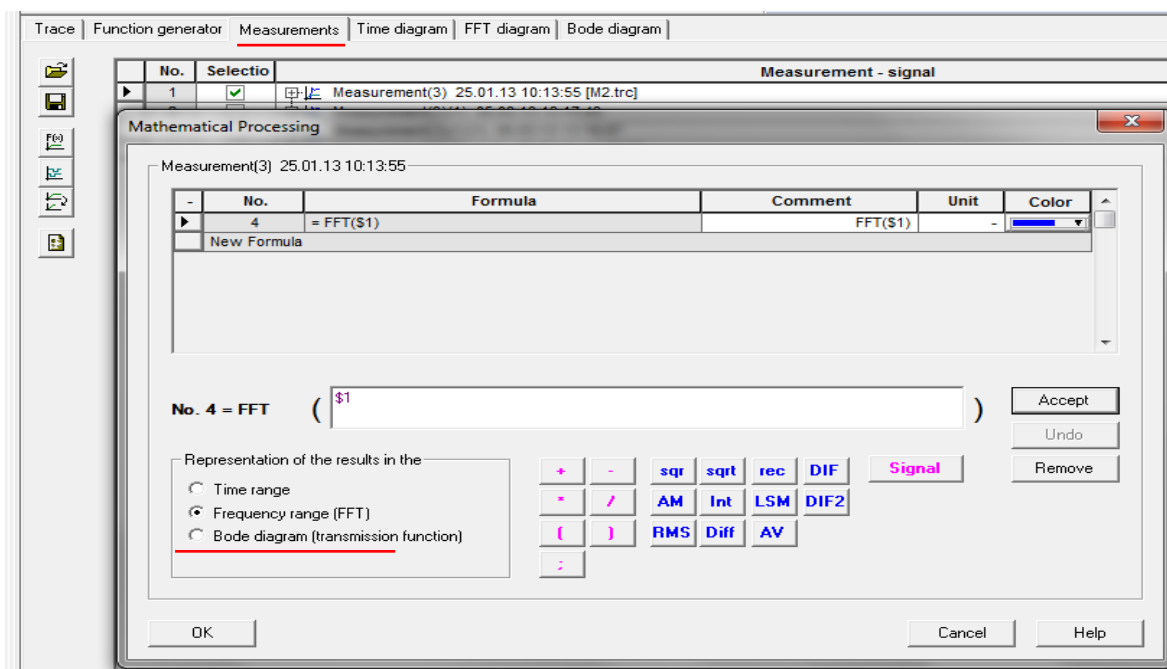 Trace Function generator Measurements Time diagram FFT diagram Bode diagram
No. Selectio Measurement - signal
1 Measurement(3) 25.01.13 10:13:55 [M2.trc]
Mathematical Processing
Measurement(3) 25.01.13 10:13:55
- No. Formula Comment Unit Color
4 = FFT($1) FFT($1) -
New Formula
No. 4 = FFT ( $1 ) Accept
Undo
Representation of the results in the
+ - sqr sqrt rec DIF Signal Remove
Time range
* / AM Int LSM DIF2
Frequency range (FFT)
( ) RMS Diff AV
Bode diagram (transmission function)
;
OK Cancel Help
F(x)